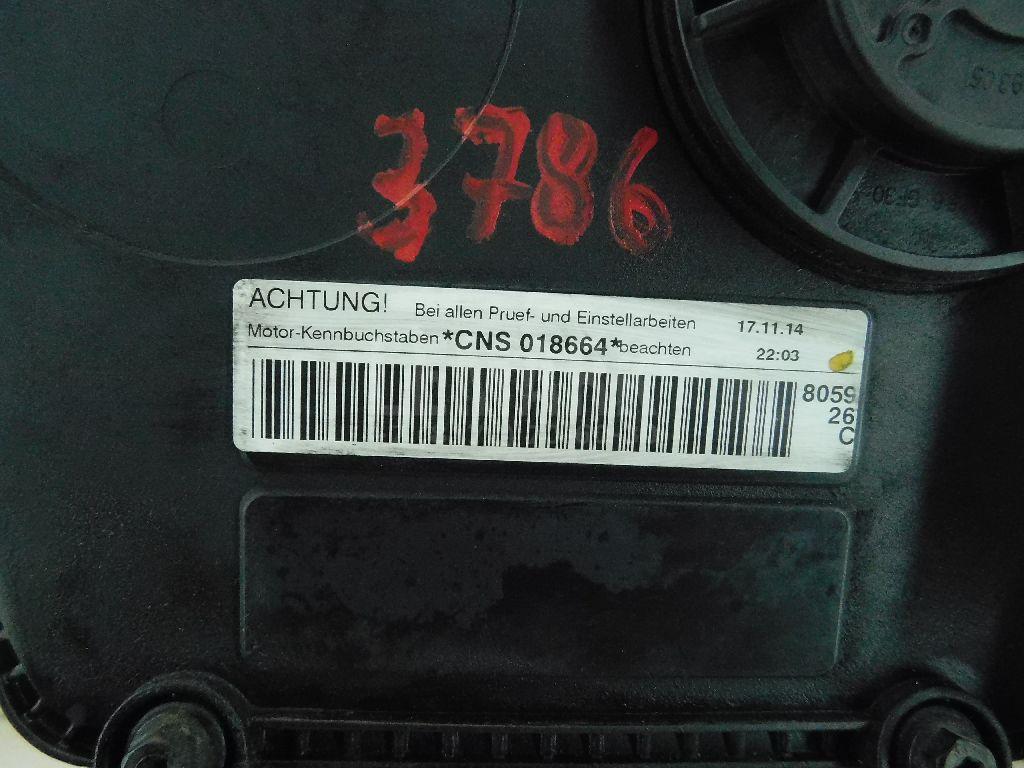 3786
ACHTUNG! Bei allen Pruef- und Einstellarbeiten 17.11.14
Motor-Kennbuchstaben *CNS 018664* beachten 22:03
8059
26
C
GF30